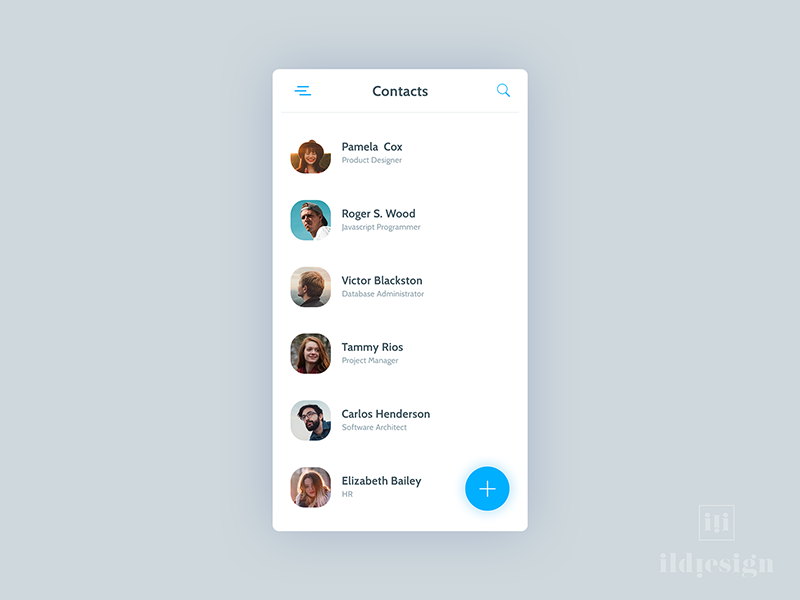 Contacts
Pamela Cox
Product Designer
Roger S. Wood
Javascript Programmer
Victor Blackston
Database Administrator
Tammy Rios
Project Manager
Carlos Henderson
Software Architect
Elizabeth Bailey
HR
ildiesign